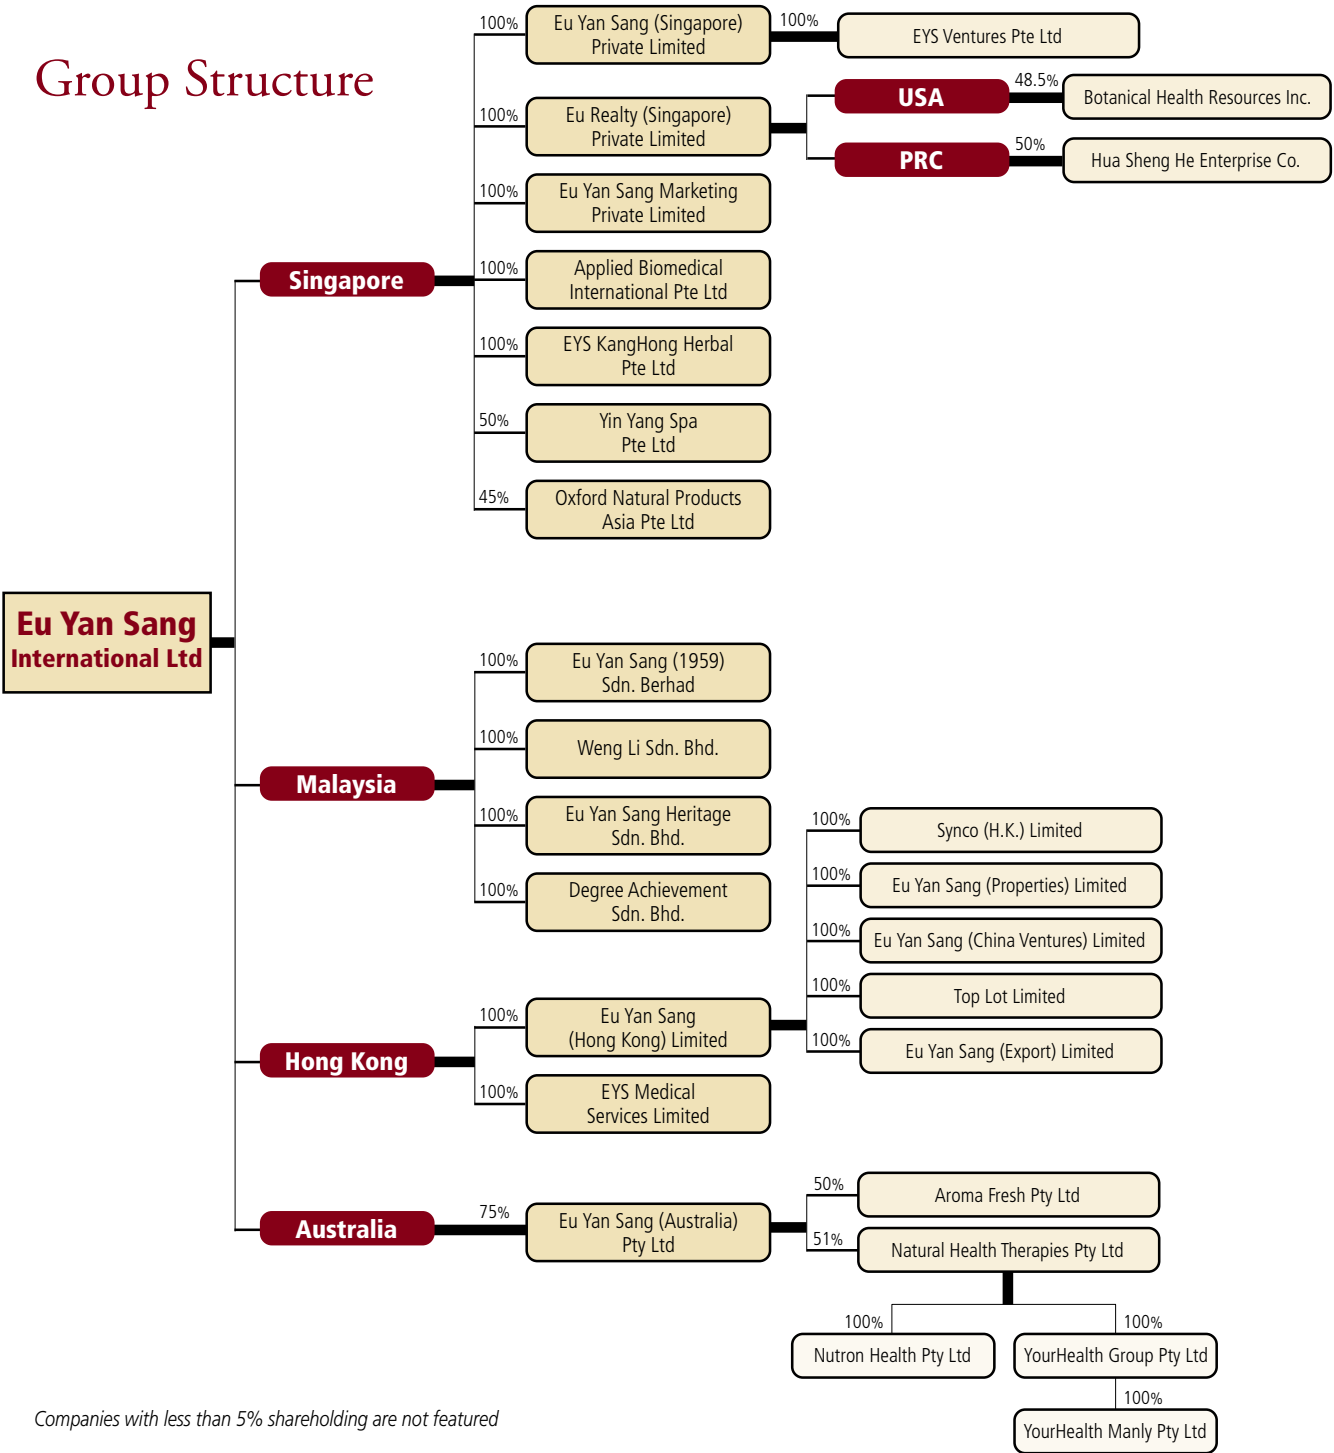 Group Structure
100%
Eu Yan Sang (Singapore)
Private Limited
100%
EYS Ventures Pte Ltd
100%
Eu Realty (Singapore)
Private Limited
USA
48.5%
Botanical Health Resources Inc.
PRC
50%
Hua Sheng He Enterprise Co.
100%
Eu Yan Sang Marketing
Private Limited
Singapore
100%
Applied Biomedical
International Pte Ltd
100%
EYS KangHong Herbal
Pte Ltd
50%
Yin Yang Spa
Pte Ltd
45%
Oxford Natural Products
Asia Pte Ltd
Eu Yan Sang
International Ltd
100%
Eu Yan Sang (1959)
Sdn. Berhad
100%
Weng Li Sdn. Bhd.
Malaysia
100%
Eu Yan Sang Heritage
Sdn. Bhd.
100%
Degree Achievement
Sdn. Bhd.
100%
Synco (H.K.) Limited
100%
Eu Yan Sang (Properties) Limited
100%
Eu Yan Sang (China Ventures) Limited
100%
Top Lot Limited
100%
Eu Yan Sang (Export) Limited
Hong Kong
100%
Eu Yan Sang
(Hong Kong) Limited
100%
EYS Medical
Services Limited
Australia
75%
Eu Yan Sang (Australia)
Pty Ltd
50%
Aroma Fresh Pty Ltd
51%
Natural Health Therapies Pty Ltd
100%
Nutron Health Pty Ltd
100%
YourHealth Group Pty Ltd
100%
YourHealth Manly Pty Ltd
Companies with less than 5% shareholding are not featured